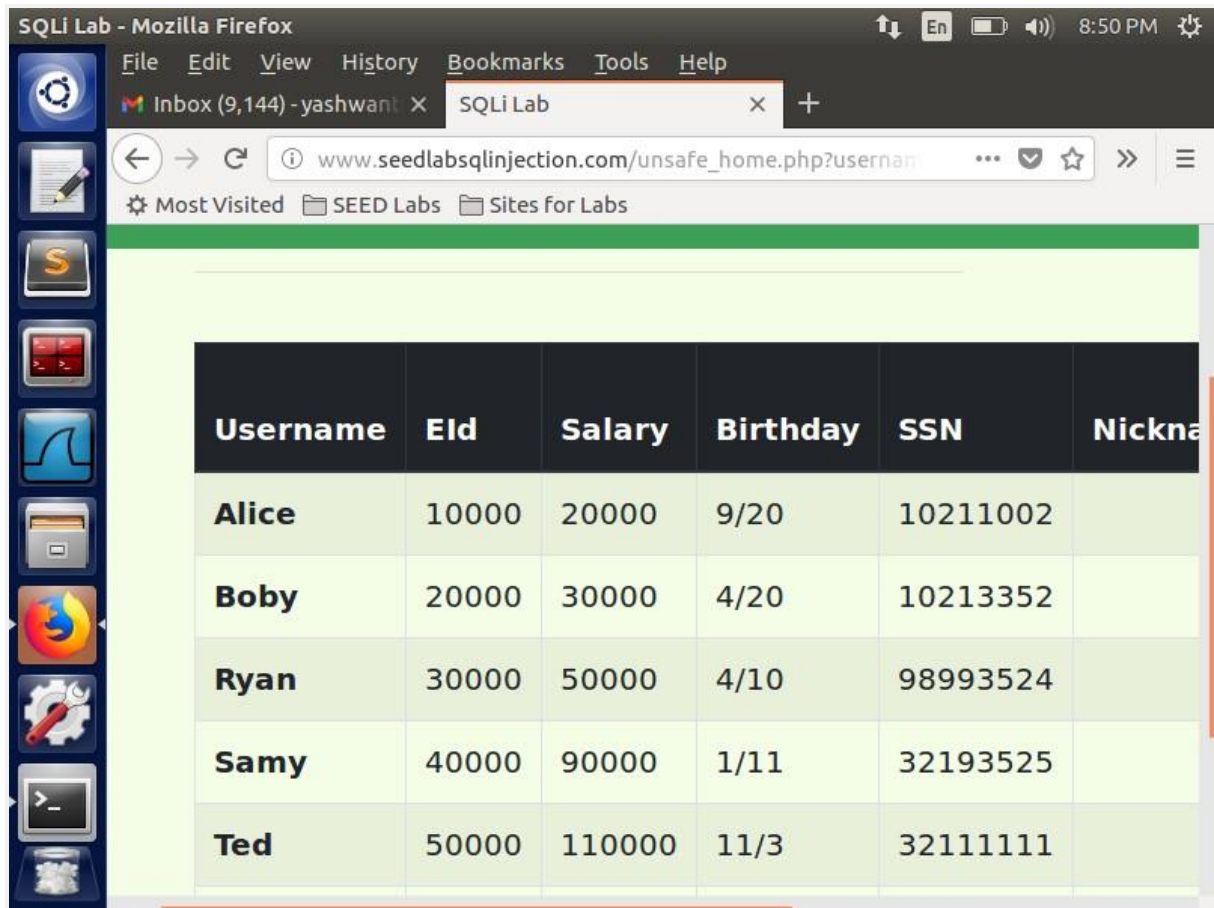 SQLi Lab - Mozilla Firefox En 8:50 PM
File Edit View History Bookmarks Tools Help
Inbox (9,144) - yashwant SQLi Lab
www.seedlabsqlinjection.com/unsafe_home.php?usernam
Most Visited SEED Labs Sites for Labs
Username EId Salary Birthday SSN Nickna
Alice 10000 20000 9/20 10211002
Boby 20000 30000 4/20 10213352
Ryan 30000 50000 4/10 98993524
Samy 40000 90000 1/11 32193525
Ted 50000 110000 11/3 32111111